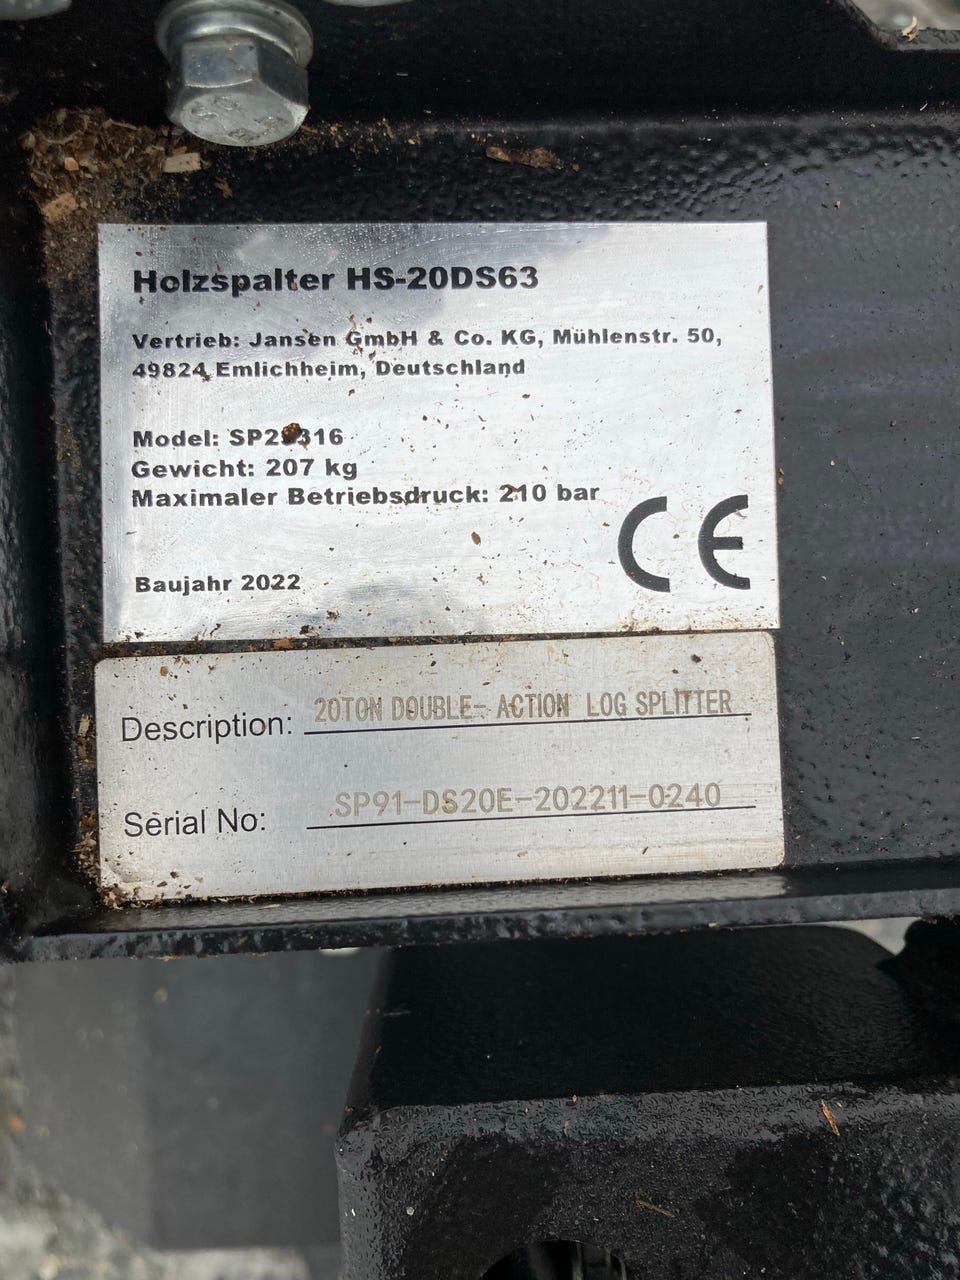 Holzspalter HS-20DS63
Vertrieb: Jansen GmbH & Co. KG, Mühlenstr. 50,
49824 Emlichheim, Deutschland
Model:
Gewicht: 207 kg
Maximaler Betriebsdruck: 210 bar
CE
Baujahr 2022
Description: 20TON DOUBLE- ACTION LOG SPLITTER
Serial No: SP91-DS20E-202211-0240